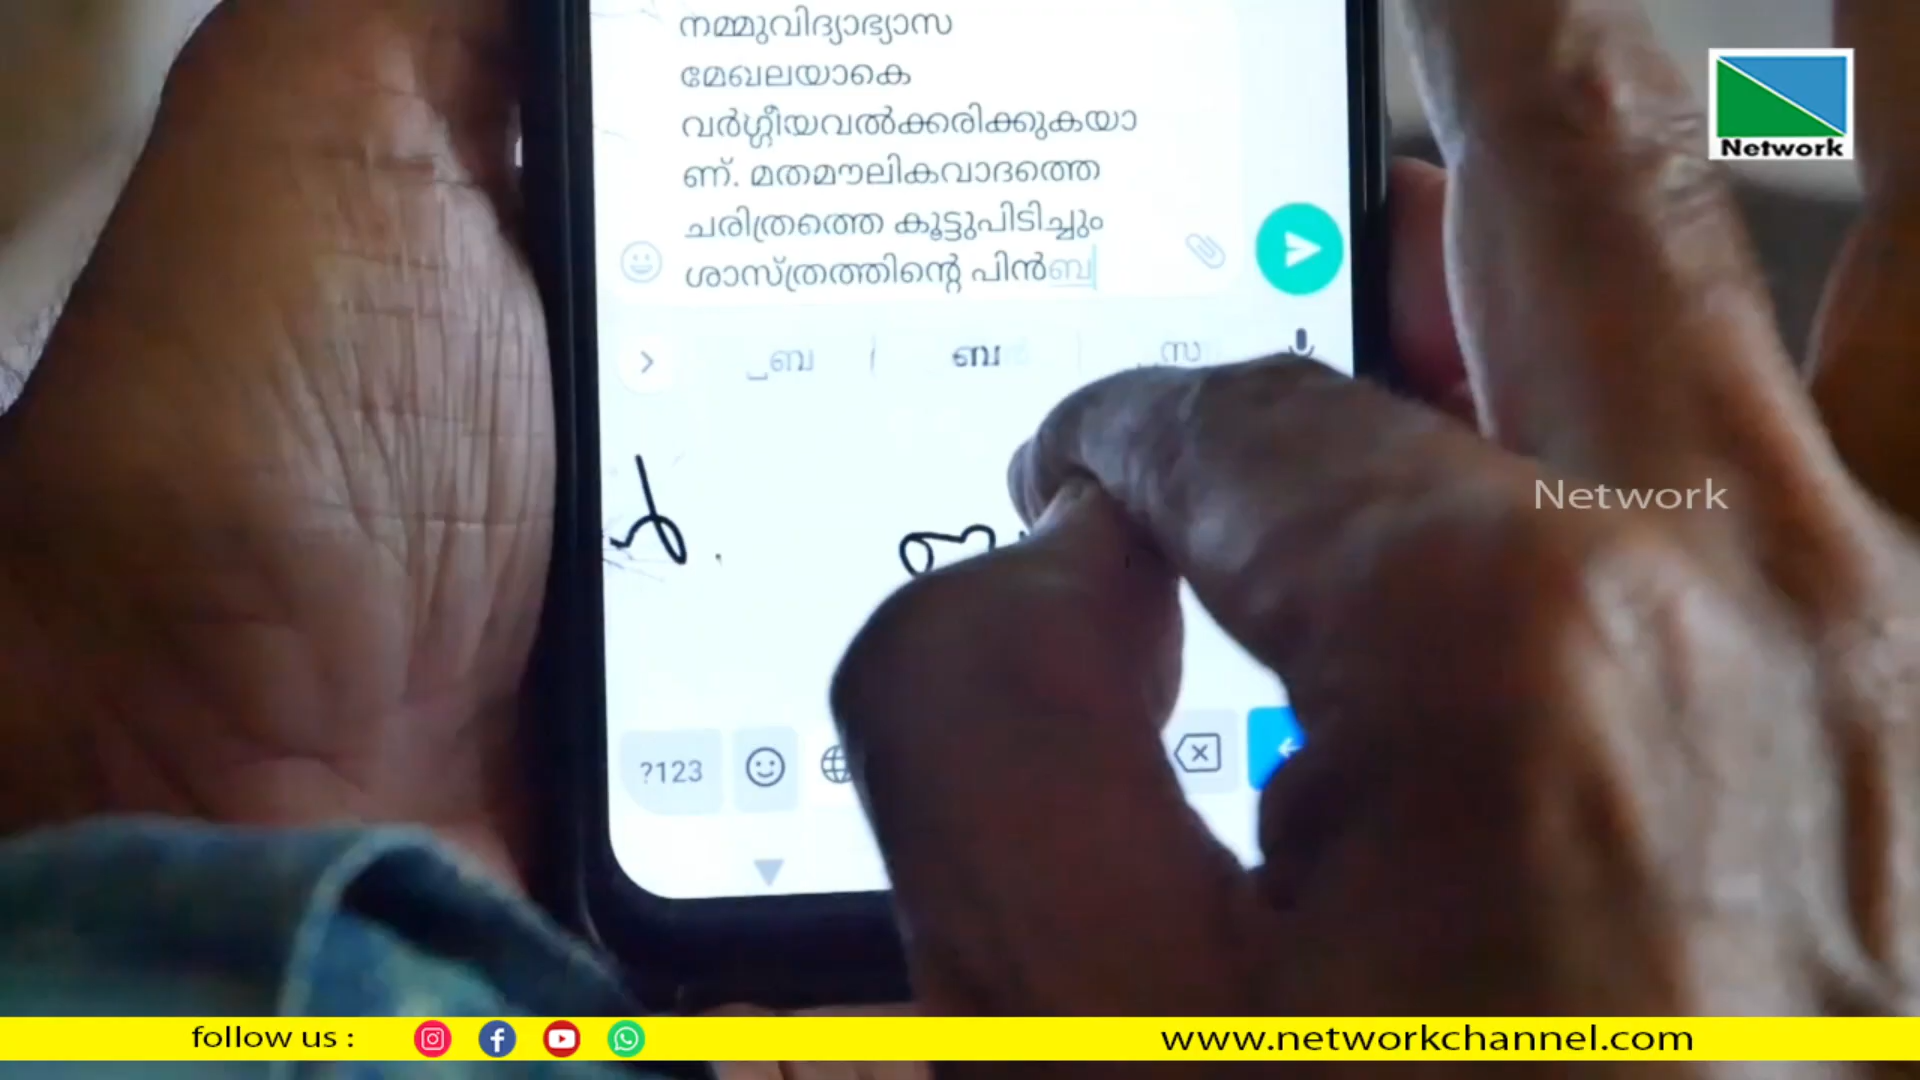 നമ്മുവിദ്യാഭ്യാസ
മേഖലയാകെ
വർഗ്ഗീയവൽക്കരിക്കുകയാ
ണ്. മതമൗലികവാദത്തെ
ചരിത്രത്തെ കൂട്ടുപിടിച്ചും
ശാസ്ത്രത്തിന്റെ പിൻബ
_ബ ബ സ
ൽ.
?123
Network
Network
follow us :
www.networkchannel.com